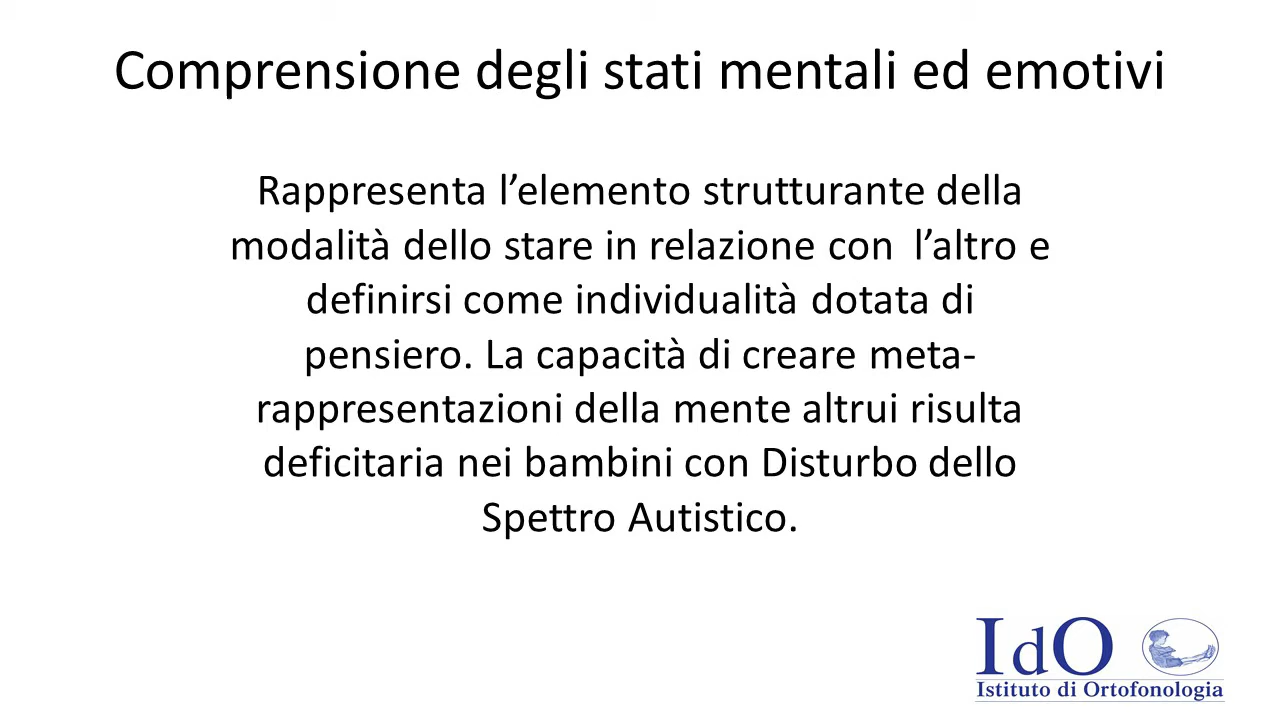 Comprensione degli stati mentali ed emotivi
Rappresenta l’elemento strutturante della
modalità dello stare in relazione con  l’altro e
definirsi come individualità dotata di
pensiero. La capacità di creare meta-
rappresentazioni della mente altrui risulta
deficitaria nei bambini con Disturbo dello
Spettro Autistico.
IdO
Istituto di Ortofonologia